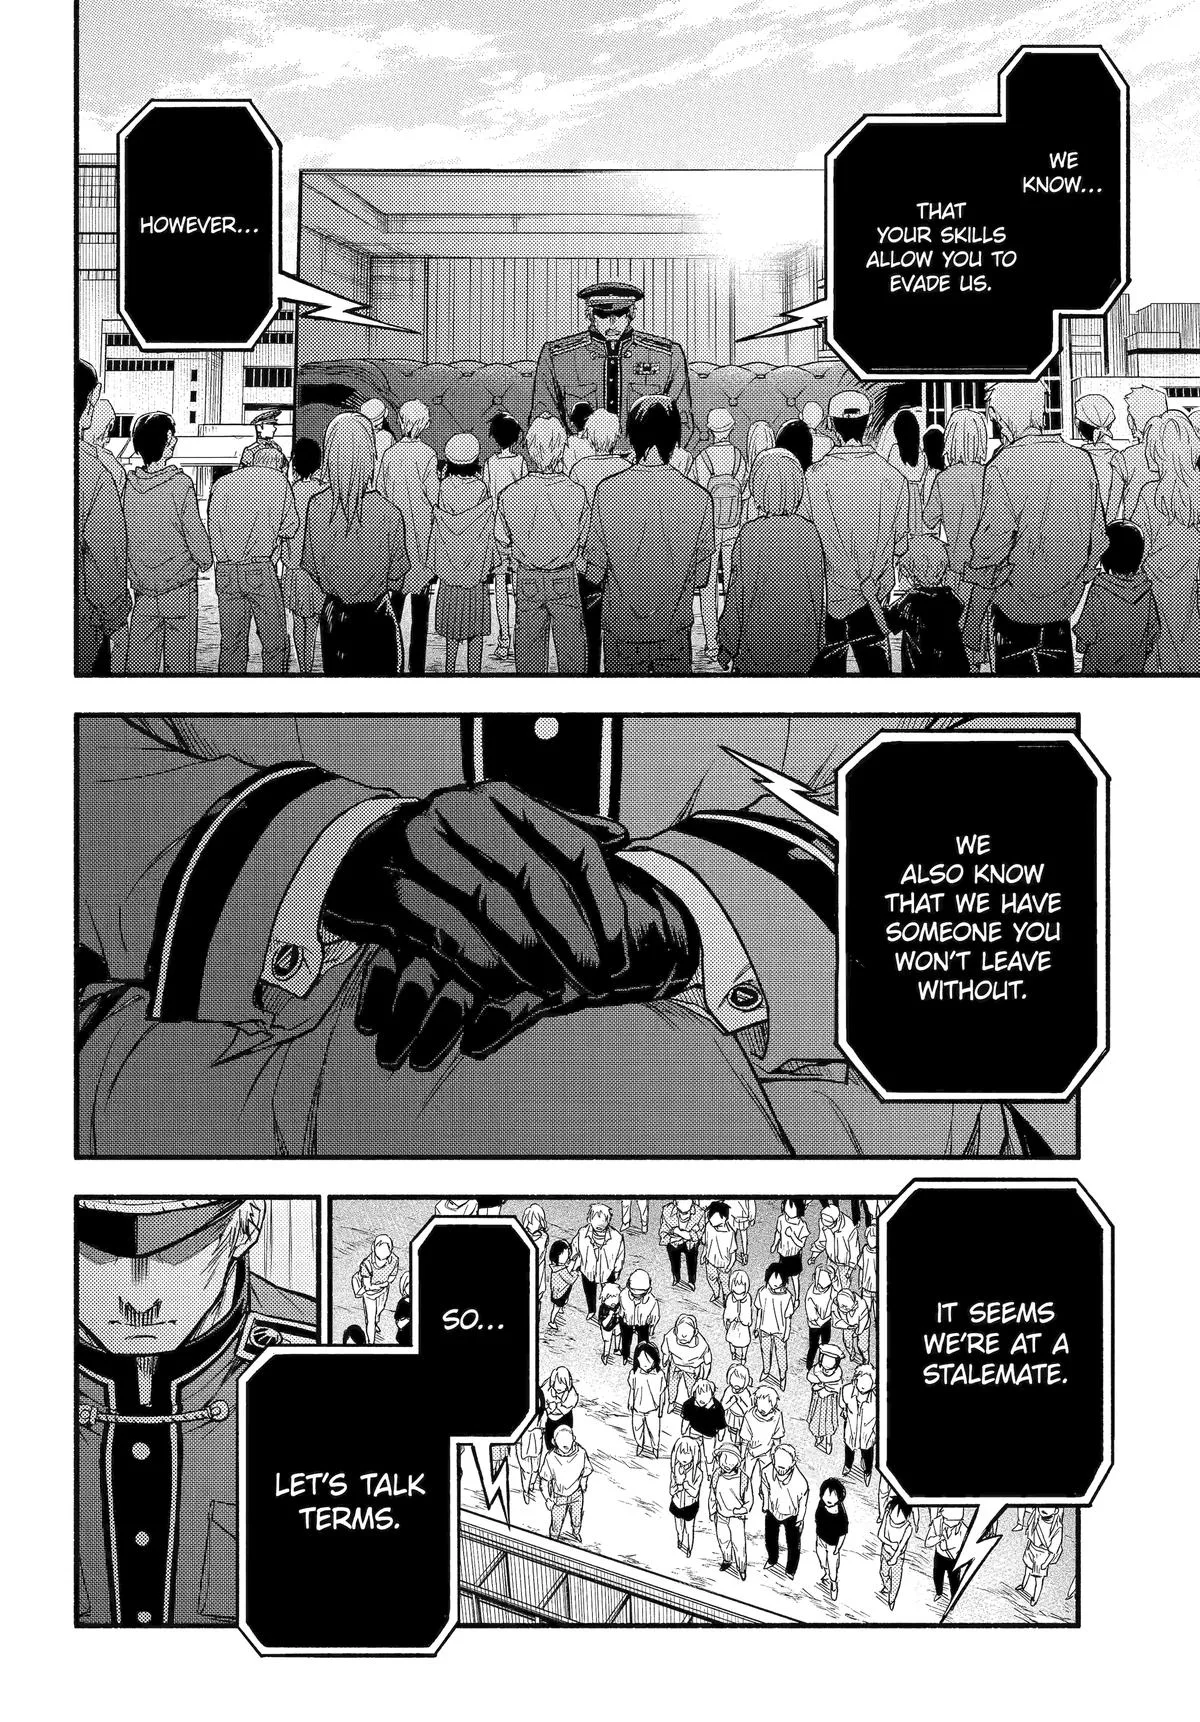 WE
KNOW...
THAT
YOUR SKILLS
ALLOW YOU TO
EVADE US.
HOWEVER...
WE
ALSO KNOW
THAT WE HAVE
SOMEONE YOU
WON'T LEAVE
WITHOUT.
IT SEEMS
WE'RE AT A
STALEMATE.
SO...
LET'S TALK
TERMS.